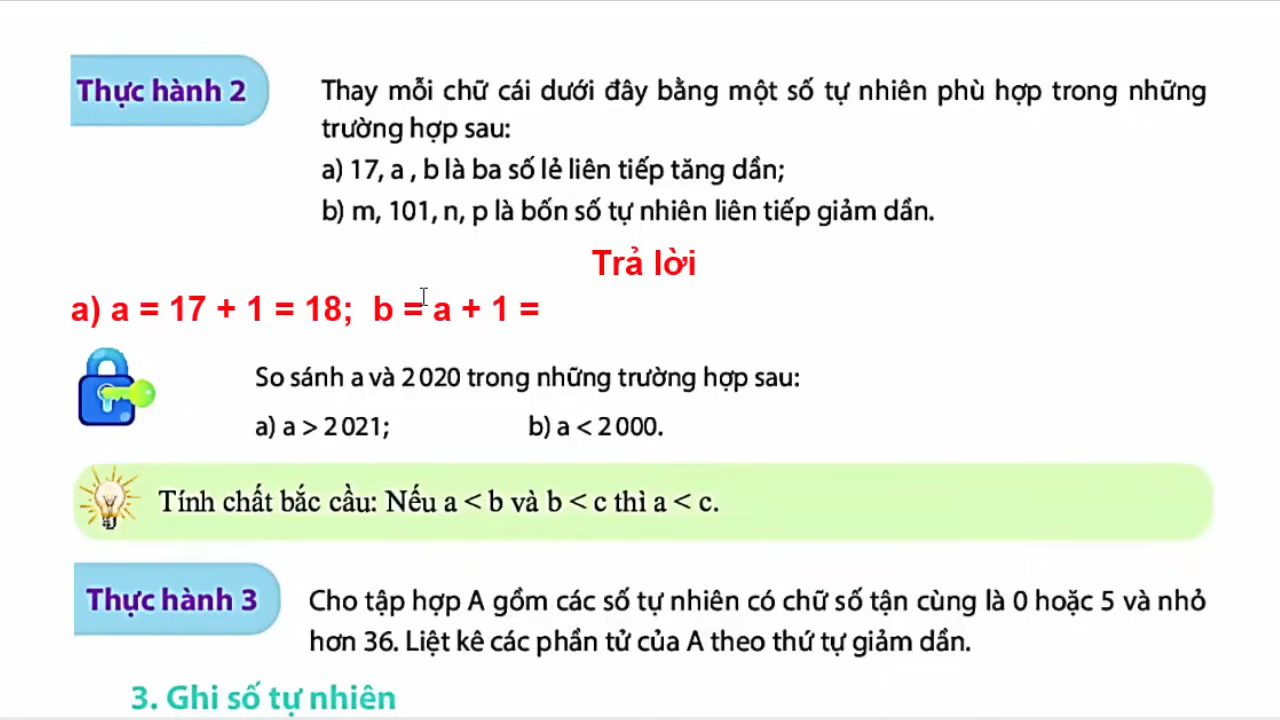 Thực hành 2
Thay mỗi chữ cái dưới đây bằng một số tự nhiên phù hợp trong những
trường hợp sau:
a) 17, a , b là ba số lẻ liên tiếp tăng dần;
b) m, 101, n, p là bốn số tự nhiên liên tiếp giảm dần.
Trả lời
a) a = 17 + 1 = 18; b = a + 1 =
So sánh a và 2 020 trong những trường hợp sau:
a) a > 2 021; b) a < 2 000.
Tính chất bắc cầu: Nếu a < b và b < c thì a < c.
Thực hành 3
Cho tập hợp A gồm các số tự nhiên có chữ số tận cùng là 0 hoặc 5 và nhỏ
hơn 36. Liệt kê các phần tử của A theo thứ tự giảm dần.
3. Ghi số tự nhiên